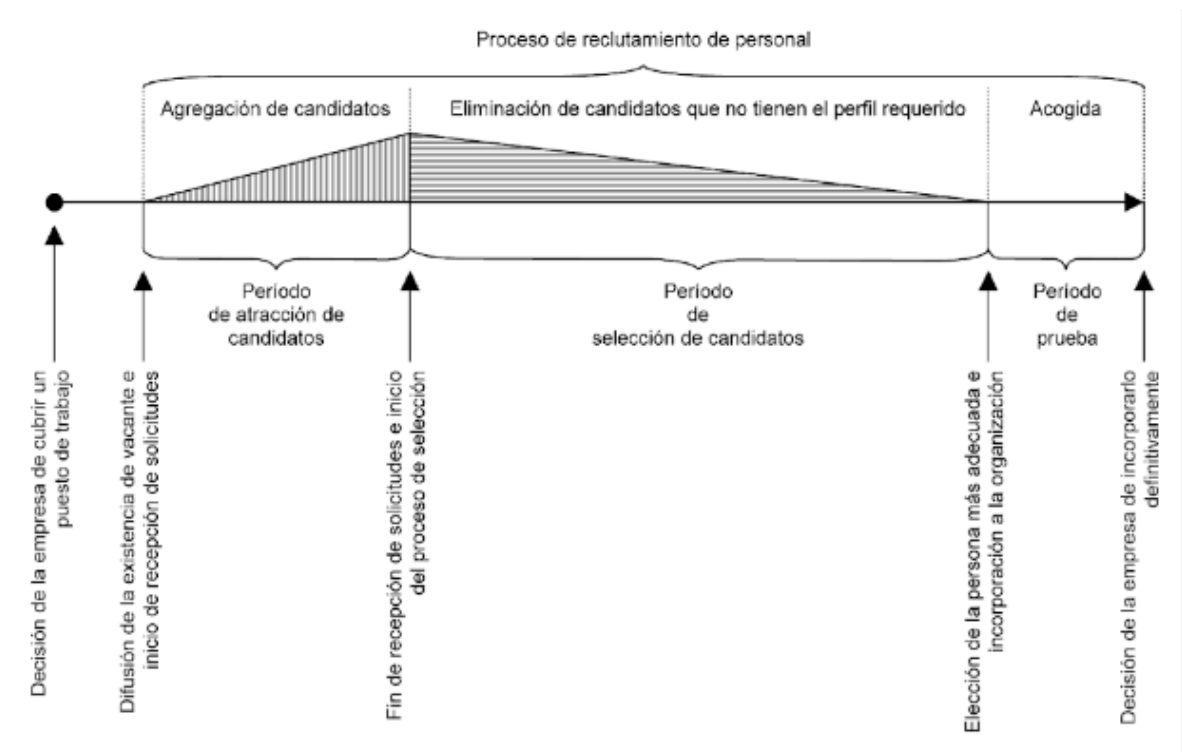 Proceso de reclutamiento de personal
Agregación de candidatos
Eliminación de candidatos que no tienen el perfil requerido
Acogida
Período
de atracción de
candidatos
Período
de
selección de candidatos
Período
de
prueba
Decisión de la empresa de cubrir un
puesto de trabajo
Difusión de la existencia de vacante e
inicio de recepción de solicitudes
Fin de recepción de solicitudes e inicio
del proceso de selección
Elección de la persona más adecuada e
incorporación a la organización
Decisión de la empresa de incorporarlo
definitivamente